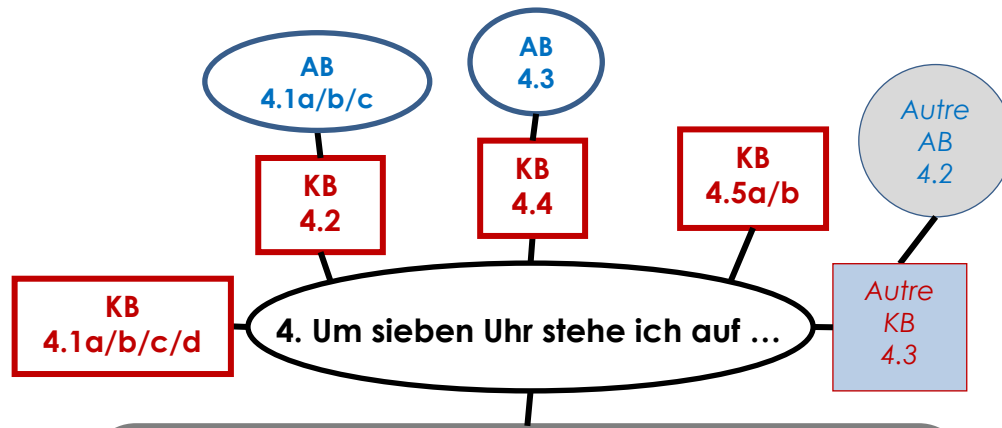 AB
4.1a/b/c
AB
4.3
Autre
AB
4.2
KB
4.2
KB
4.4
KB
4.5a/b
KB
4.1a/b/c/d
4. Um sieben Uhr stehe ich auf …
Autre
KB
4.3